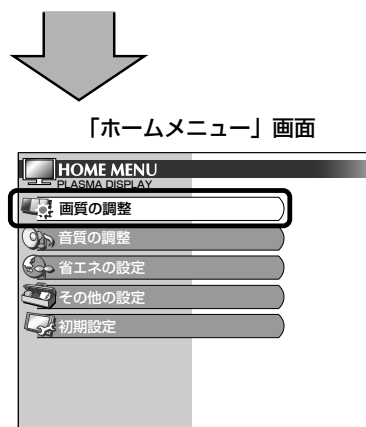 「ホームメニュー」画面
HOME MENU
PLASMA DISPLAY
画質の調整
音質の調整
省エネの設定
その他の設定
初期設定